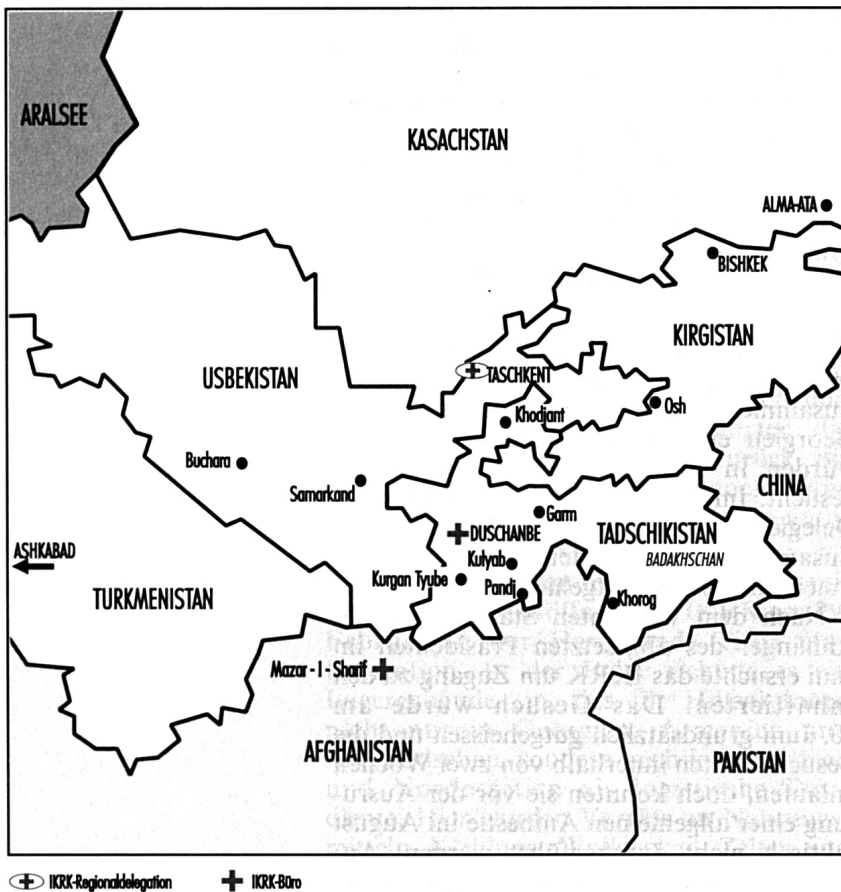 ARALSEE
KASACHSTAN
ALMA-ATA
BISHKEK
KIRGISTAN
USBEKISTAN
TASCHKENT
Khodjant
Osh
Buchara
Samarkand
CHINA
Garm
DUSCHANBE
TADSCHIKISTAN
ASHKABAD
BADAKHSCHAN
Kulyab
Kurgan Tyube
Pandj
TURKMENISTAN
Khorog
Mazar - I - Sharif
AFGHANISTAN
PAKISTAN
IKRK-Regionaldelegation
IKRK-Büro